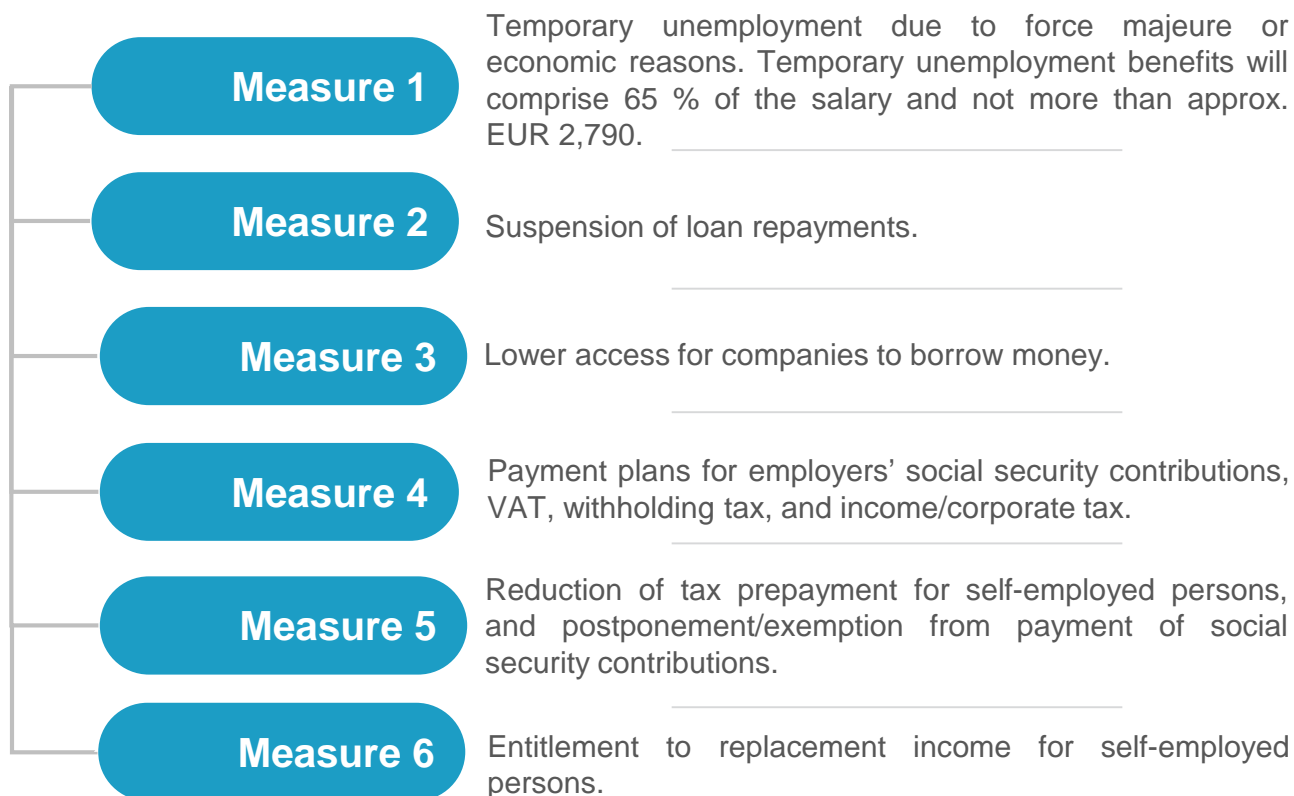 Measure 1
Temporary unemployment due to force majeure or
economic reasons. Temporary unemployment benefits will
comprise 65 % of the salary and not more than approx.
EUR 2,790.
Measure 2
Suspension of loan repayments.
Measure 3
Lower access for companies to borrow money.
Measure 4
Payment plans for employers’ social security contributions,
VAT, withholding tax, and income/corporate tax.
Measure 5
Reduction of tax prepayment for self-employed persons,
and postponement/exemption from payment of social
security contributions.
Measure 6
Entitlement to replacement income for self-employed
persons.